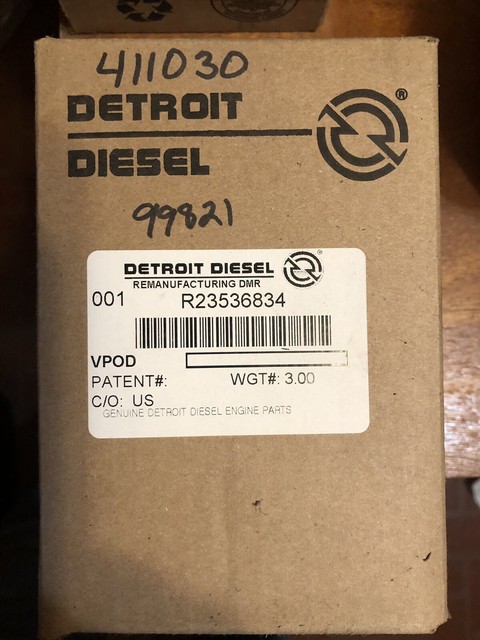 411030
DETROIT
DIESEL
®
99821
DETROIT DIESEL ®
REMANUFACTURING DMR
001 R23536834
VPOD
PATENT#: WGT#: 3.00
C/O: US
GENUINE DETROIT DIESEL ENGINE PARTS